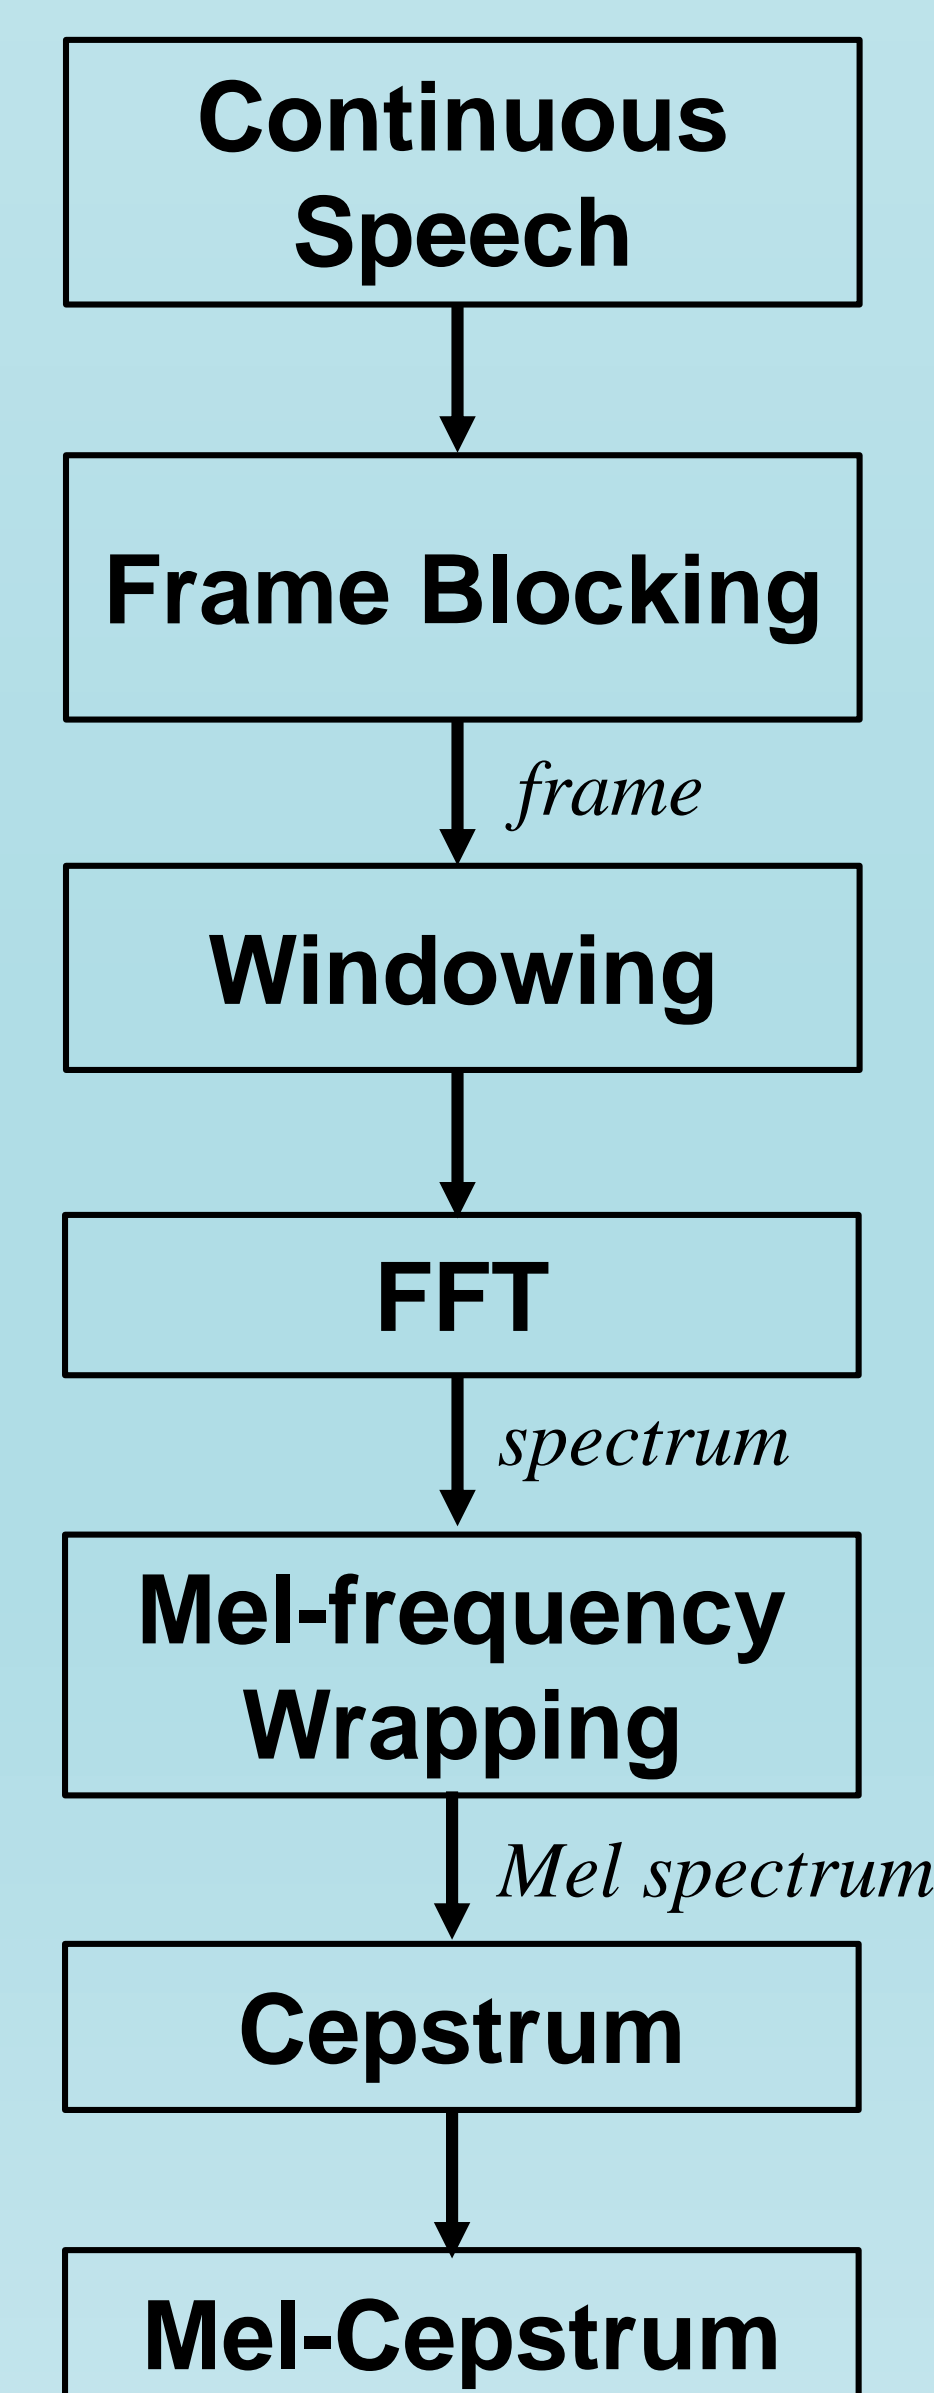 Continuous
Speech
Frame Blocking
frame
Windowing
FFT
spectrum
Mel-frequency
Wrapping
Mel spectrum
Cepstrum
Mel-Cepstrum